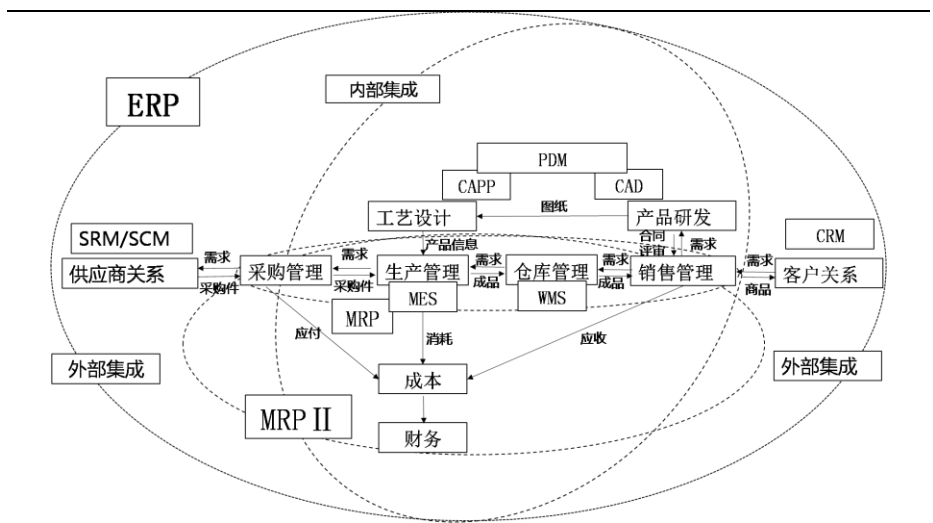 ERP
内部集成
PDM
CAPP
CAD
工艺设计
图纸
产品研发
SRM/SCM
产品信息
合同评审
需求
CRM
供应商关系
需求
采购件
采购管理
需求
采购件
生产管理
需求
成品
仓库管理
需求
成品
销售管理
需求
商品
客户关系
MES
WMS
MRP
应付
消耗
应收
外部集成
成本
外部集成
MRPⅡ
财务